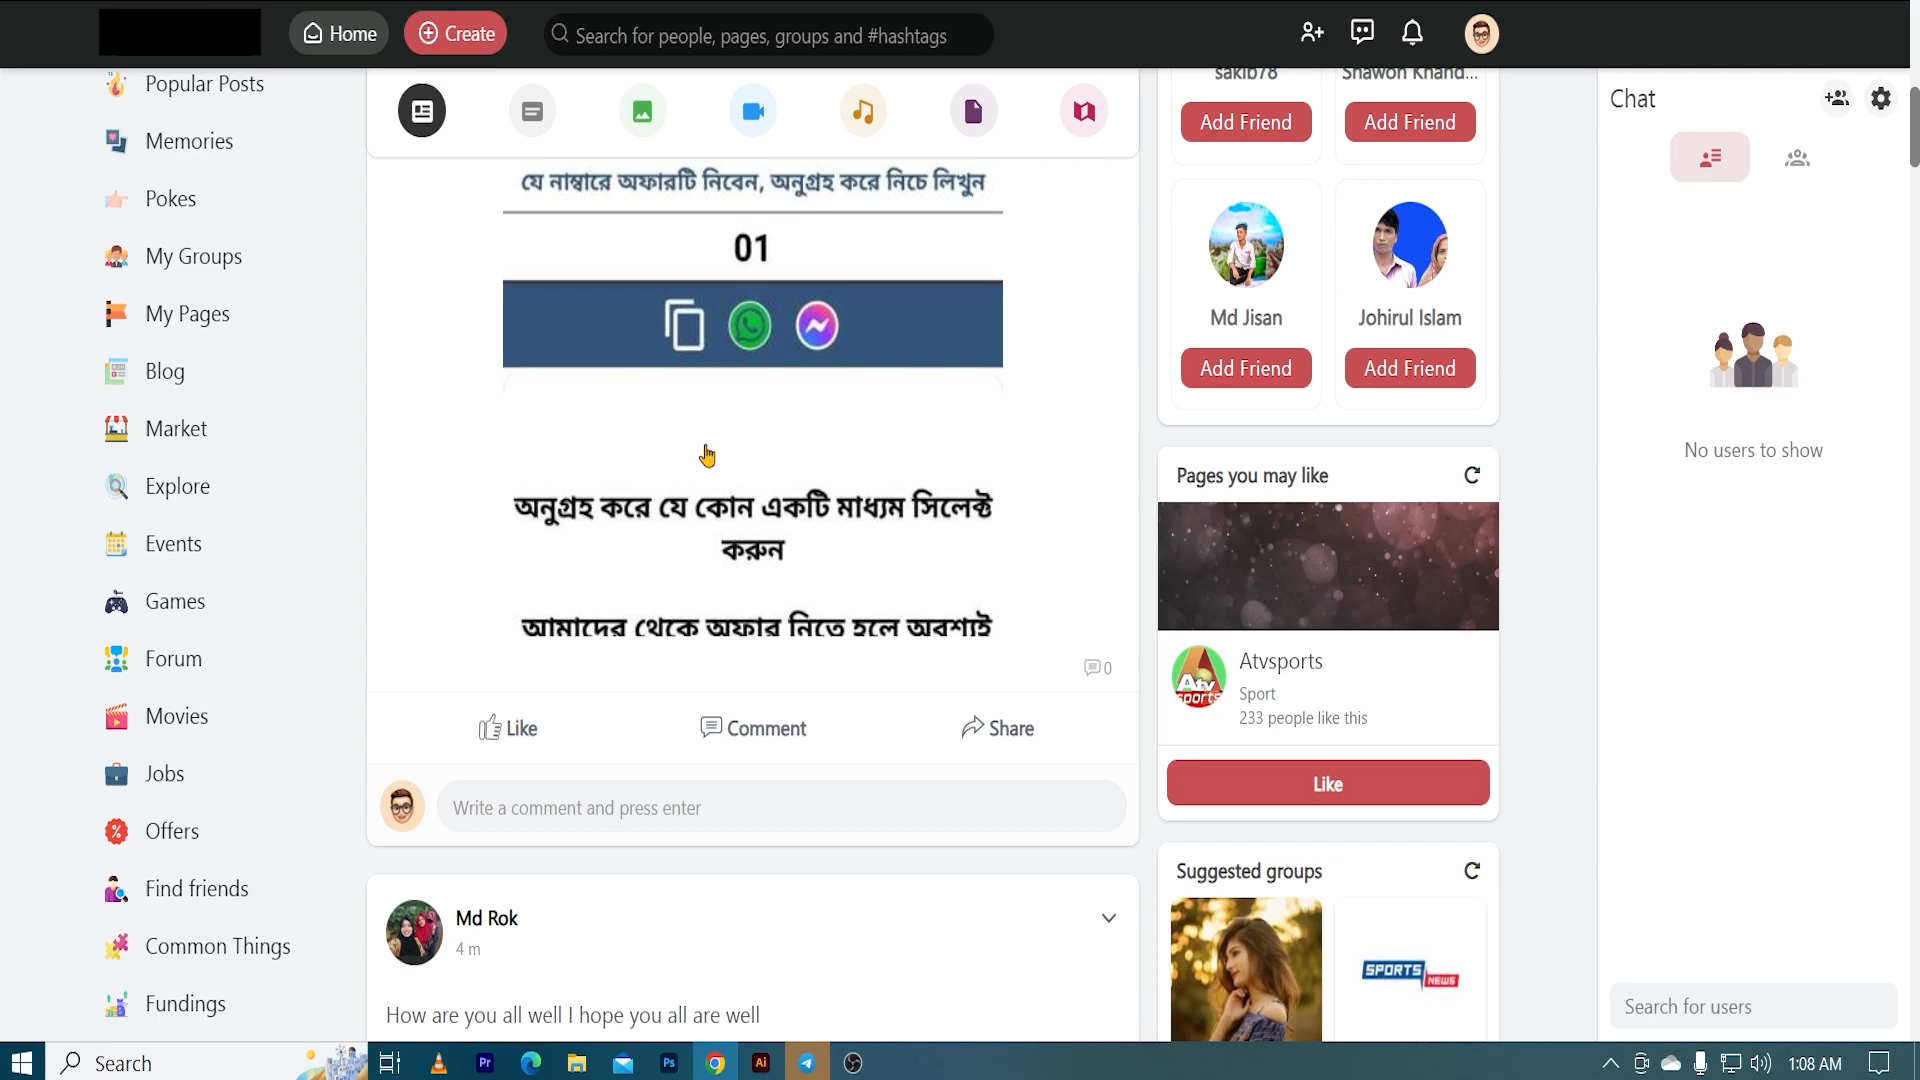 Home
Create
Search for people, pages, groups and #hashtags
Popular Posts
Memories
Pokes
My Groups
My Pages
Blog
Market
Explore
Events
Games
Forum
Movies
Jobs
Offers
Find friends
Common Things
Fundings
যে নাম্বারে অফারটি নিবেন, অনুগ্রহ করে নিচে লিখুন
01
অনুগ্রহ করে যে কোন একটি মাধ্যম সিলেক্ট
করুন
আমাদের থেকে অফার নিতে হলে অবশ্যই
0
Like
Comment
Share
Write a comment and press enter
Md Rok
4 m
How are you all well I hope you all are well
sakib78
Shawon Khand...
Add Friend
Add Friend
Md Jisan
Johirul Islam
Add Friend
Add Friend
Pages you may like
Atv
sports
Atvsports
Sport
233 people like this
Like
Suggested groups
SPORTS
NEWS
Chat
No users to show
Search for users
Search
Pr
Ps
Ai
1:08 AM